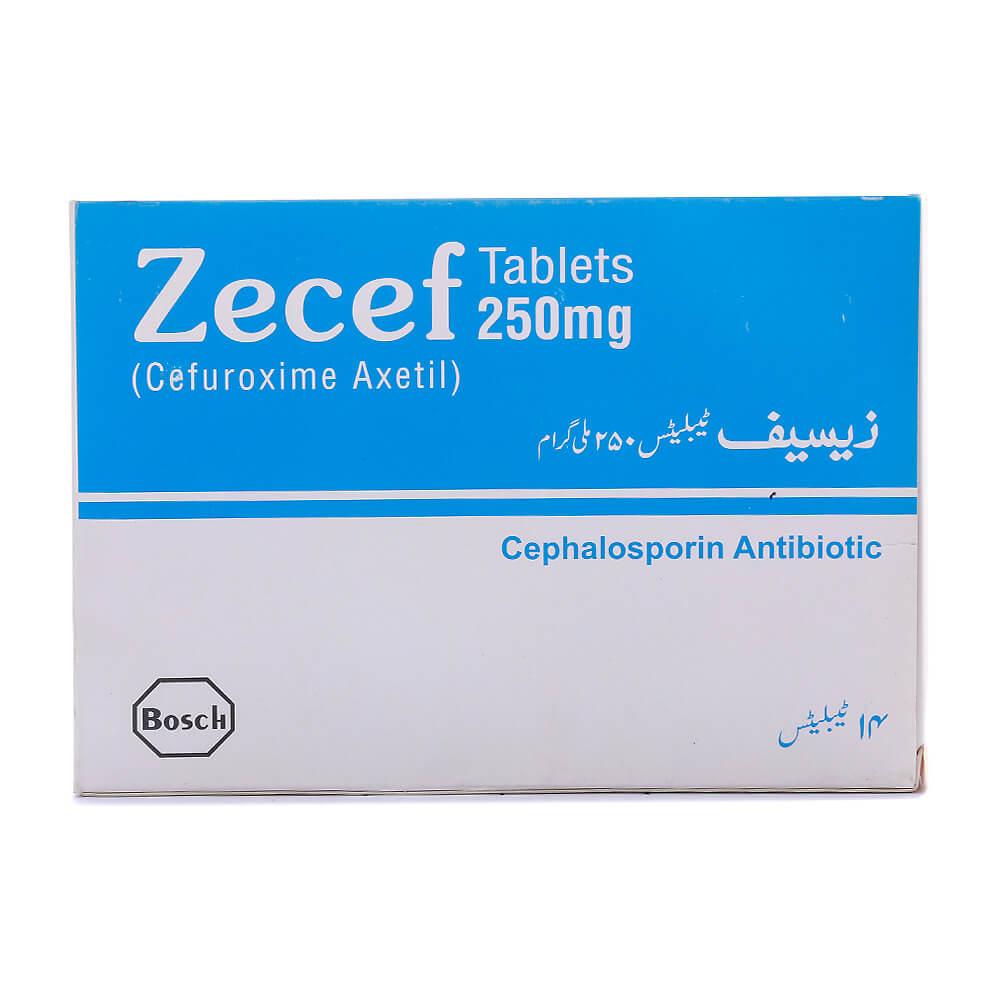 Zecef Tablets
250mg
(Cefuroxime Axetil)
زیسیف ٹیبلیٹس ۲۵۰ ملی گرام
Cephalosporin Antibiotic
Bosch
۱۴ ٹیبلیٹس